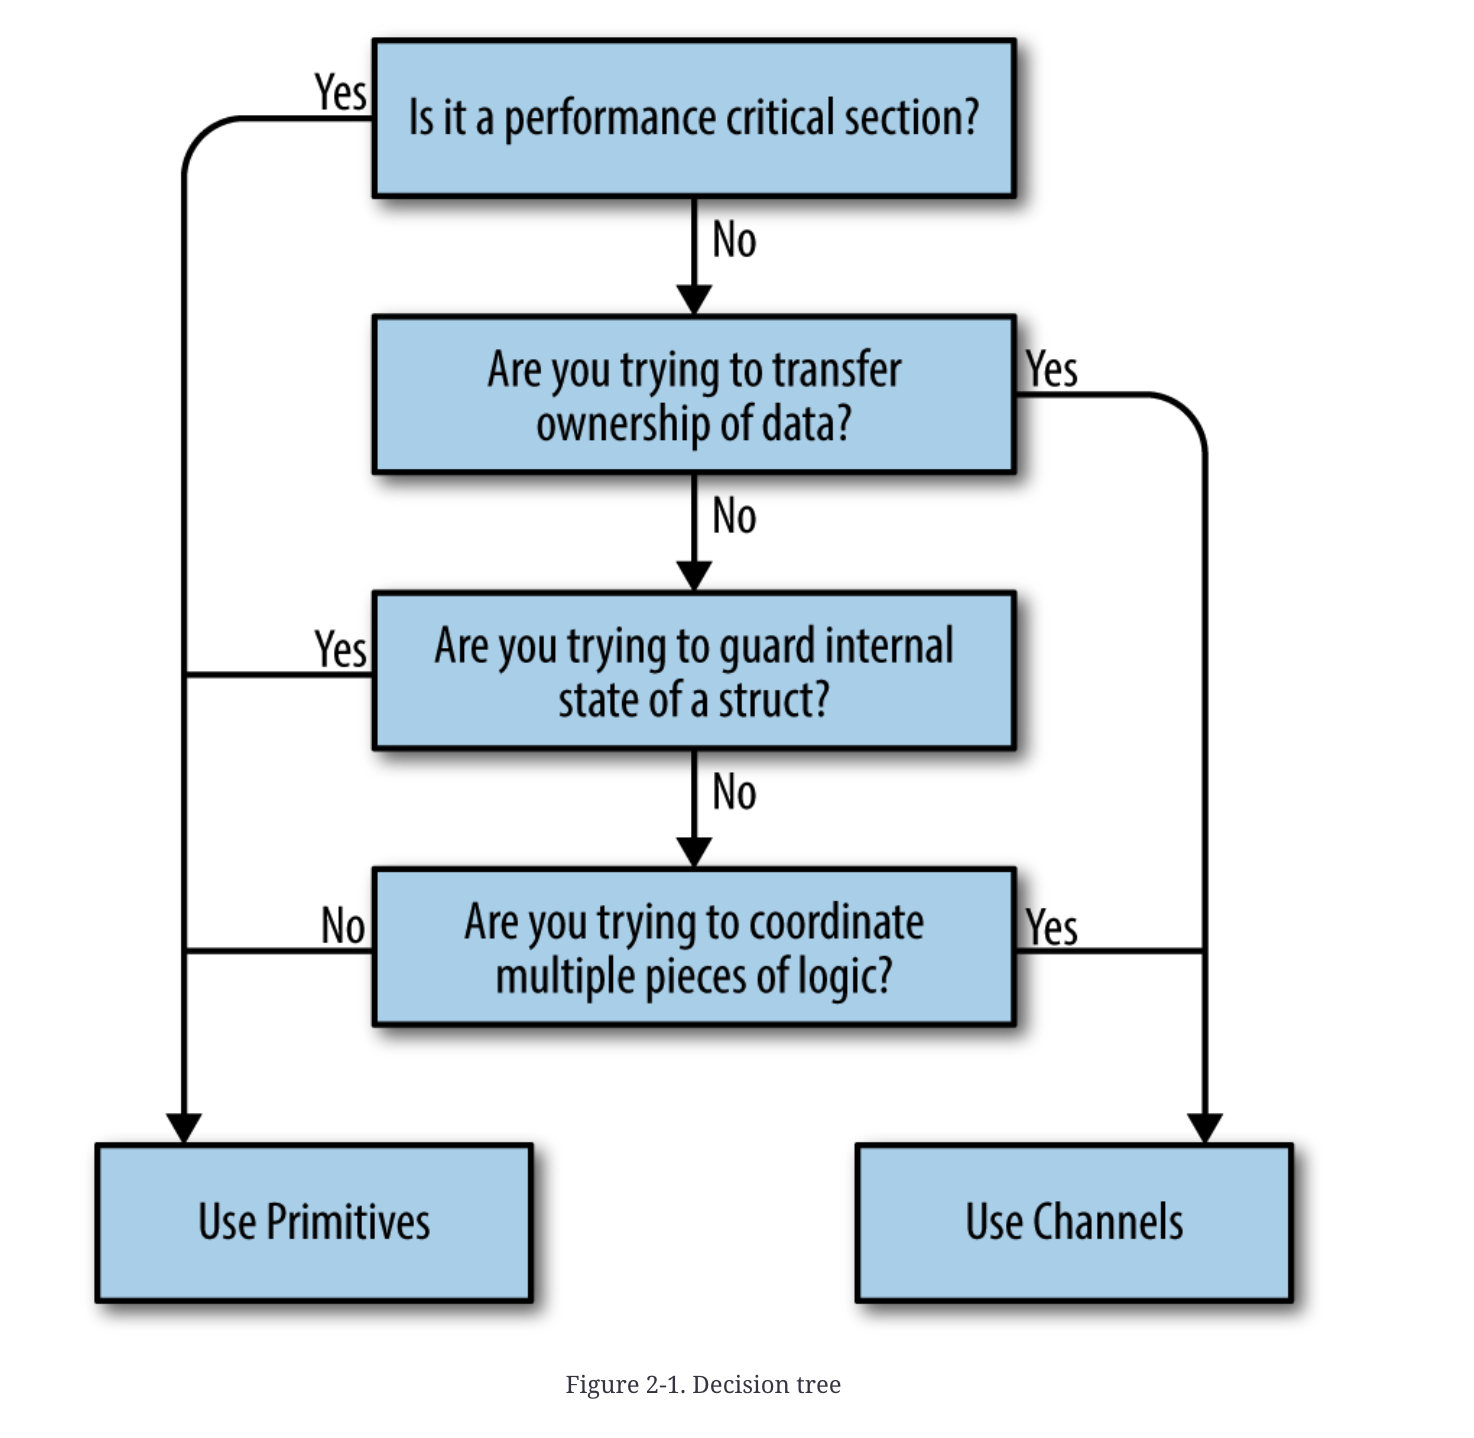 Yes
Is it a performance critical section?
No
Are you trying to transfer
ownership of data?
Yes
No
Yes
Are you trying to guard internal
state of a struct?
No
No
Are you trying to coordinate
multiple pieces of logic?
Yes
Use Primitives
Use Channels
Figure 2-1. Decision tree